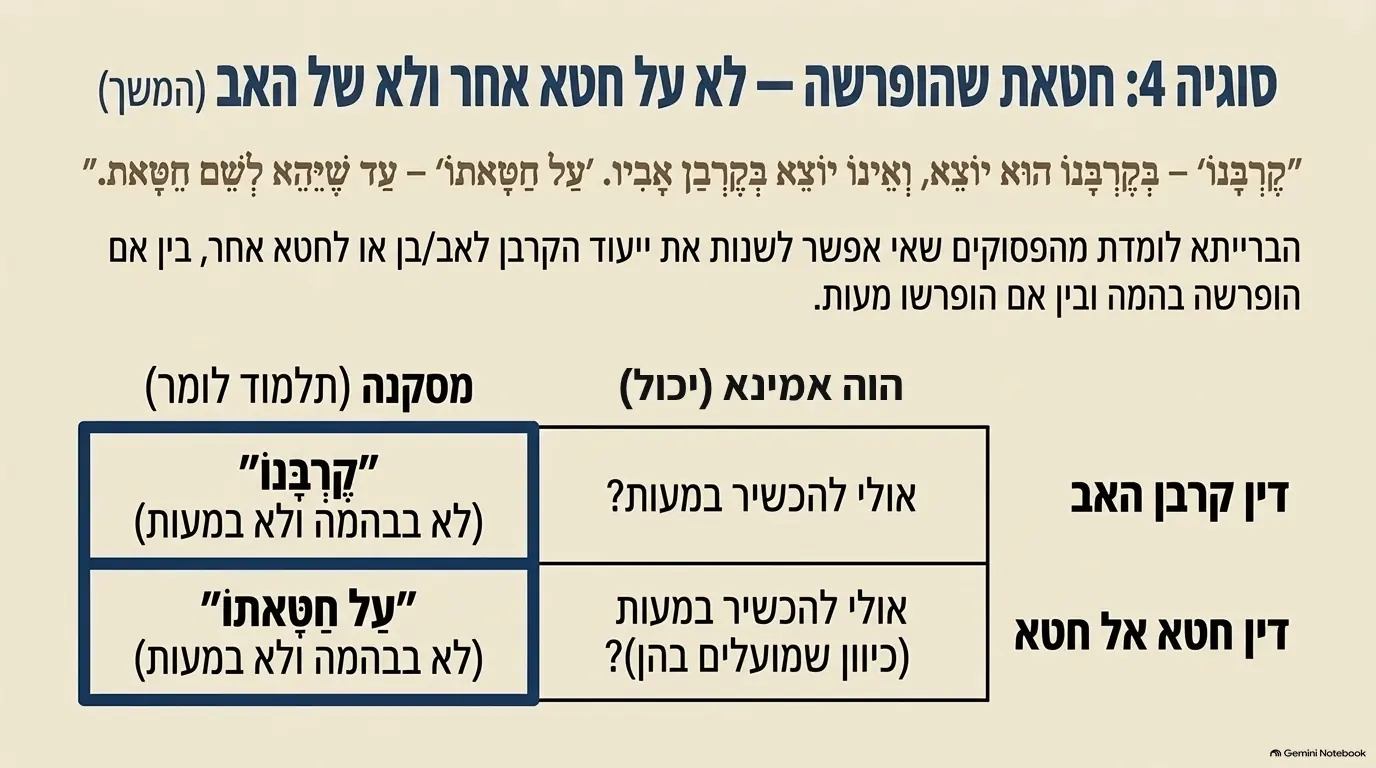 סוגיה 4: חטאת שהופרשה – לא על חטא אחר ולא של האב (המשך)
"קָרְבָּנוֹ' – בְּקָרְבָּנוֹ הוּא יוֹצֵא, וְאֵינוֹ יוֹצֵא בְּקָרְבַן אָבִיו. 'עַל חַטָּאתוֹ' – עַד שֶׁיְּהֵא לְשֵׁם חַטָּאת."
הברייתא לומדת מהפסוקים שאי אפשר לשנות את ייעוד הקרבן לאב/בן או לחטא אחר, בין אם
הופרשה בהמה ובין אם הופרשו מעות.
הוה אמינא (יכול)
מסקנה (תלמוד לומר)
דין קרבן האב
אולי להכשיר במעות?
"קָרְבָּנוֹ"
(לא בבהמה ולא במעות)
דין חטא אל חטא
אולי להכשיר במעות
(כיוון שמועלים בהן)?
"עַל חַטָּאתוֹ"
(לא בבהמה ולא במעות)
Gemini Notebook